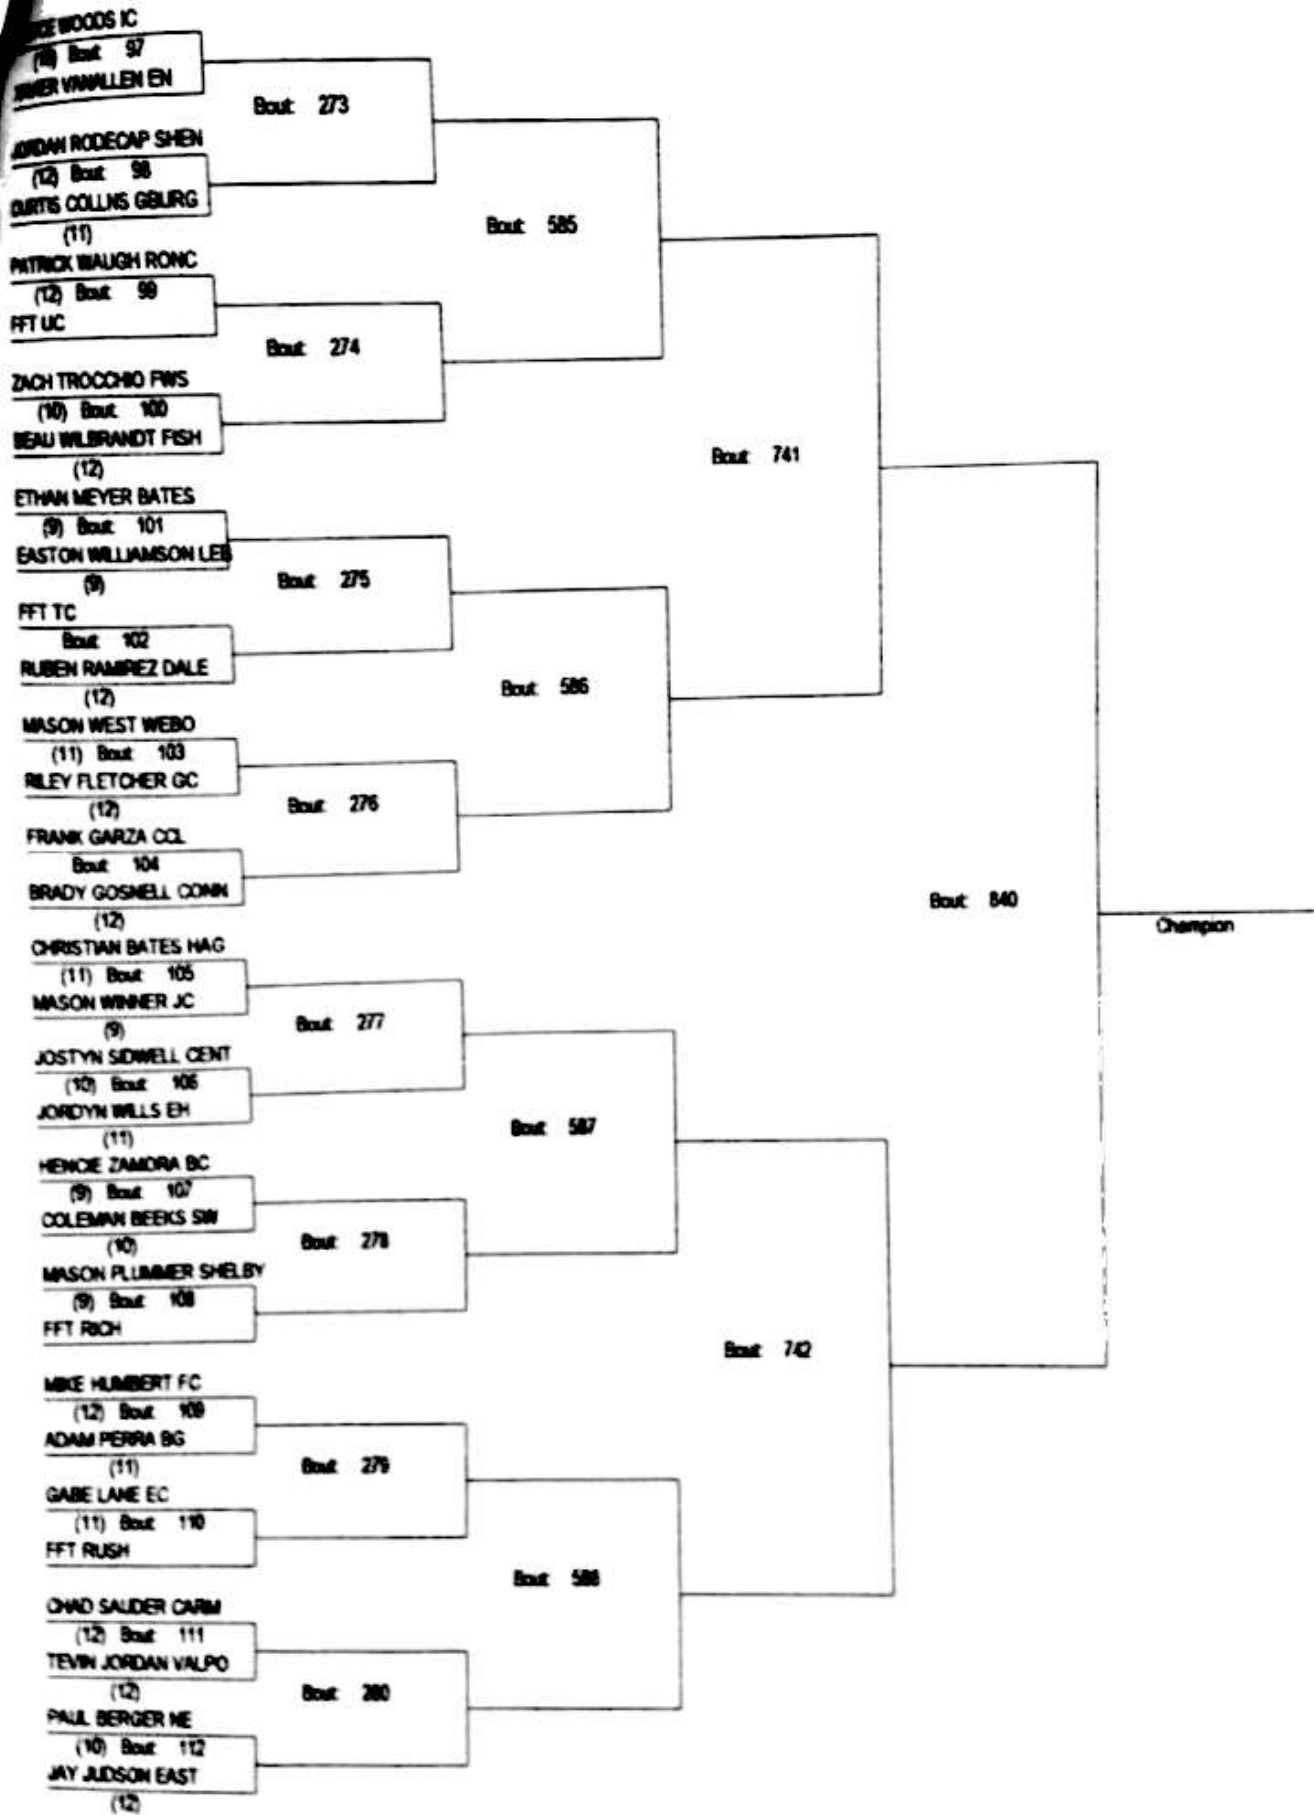 WOODS IC
(10) Bout 97
VANALLEN EN
Bout 273
JORDAN RODECAP SHEN
(12) Bout 98
CURTIS COLLNS GBURG
(11)
Bout 585
PATRICK WAUGH RONC
(12) Bout 99
FFT UC
Bout 274
ZACH TROCCHIO FWS
(10) Bout 100
BEAU WILBRANDT FISH
(12)
Bout 741
ETHAN MEYER BATES
(9) Bout 101
EASTON WILLIAMSON LEB
(9)
Bout 275
FFT TC
Bout 102
RUBEN RAMIREZ DALE
(12)
Bout 586
MASON WEST WEBO
(11) Bout 103
RILEY FLETCHER GC
(12)
Bout 276
FRANK GARZA CCL
Bout 104
BRADY GOSNELL CONN
(12)
Bout 840
Champion
CHRISTIAN BATES HAG
(11) Bout 105
MASON WINNER JC
(9)
Bout 277
JOSTYN SIDWELL CENT
(10) Bout 106
JORDYN WILLS EH
(11)
Bout 587
HENCIE ZAMORA BC
(9) Bout 107
COLEMAN BEEKS SW
(10)
Bout 278
MASON PLUMMER SHELBY
(9) Bout 108
FFT RICH
Bout 742
MIKE HUMBERT FC
(12) Bout 109
ADAM PERRA BG
(11)
Bout 279
GABE LANE EC
(11) Bout 110
FFT RUSH
Bout 588
CHAD SAUDER CARM
(12) Bout 111
TEVIN JORDAN VALPO
(12)
Bout 280
PAUL BERGER NE
(10) Bout 112
JAY JUDSON EAST
(12)